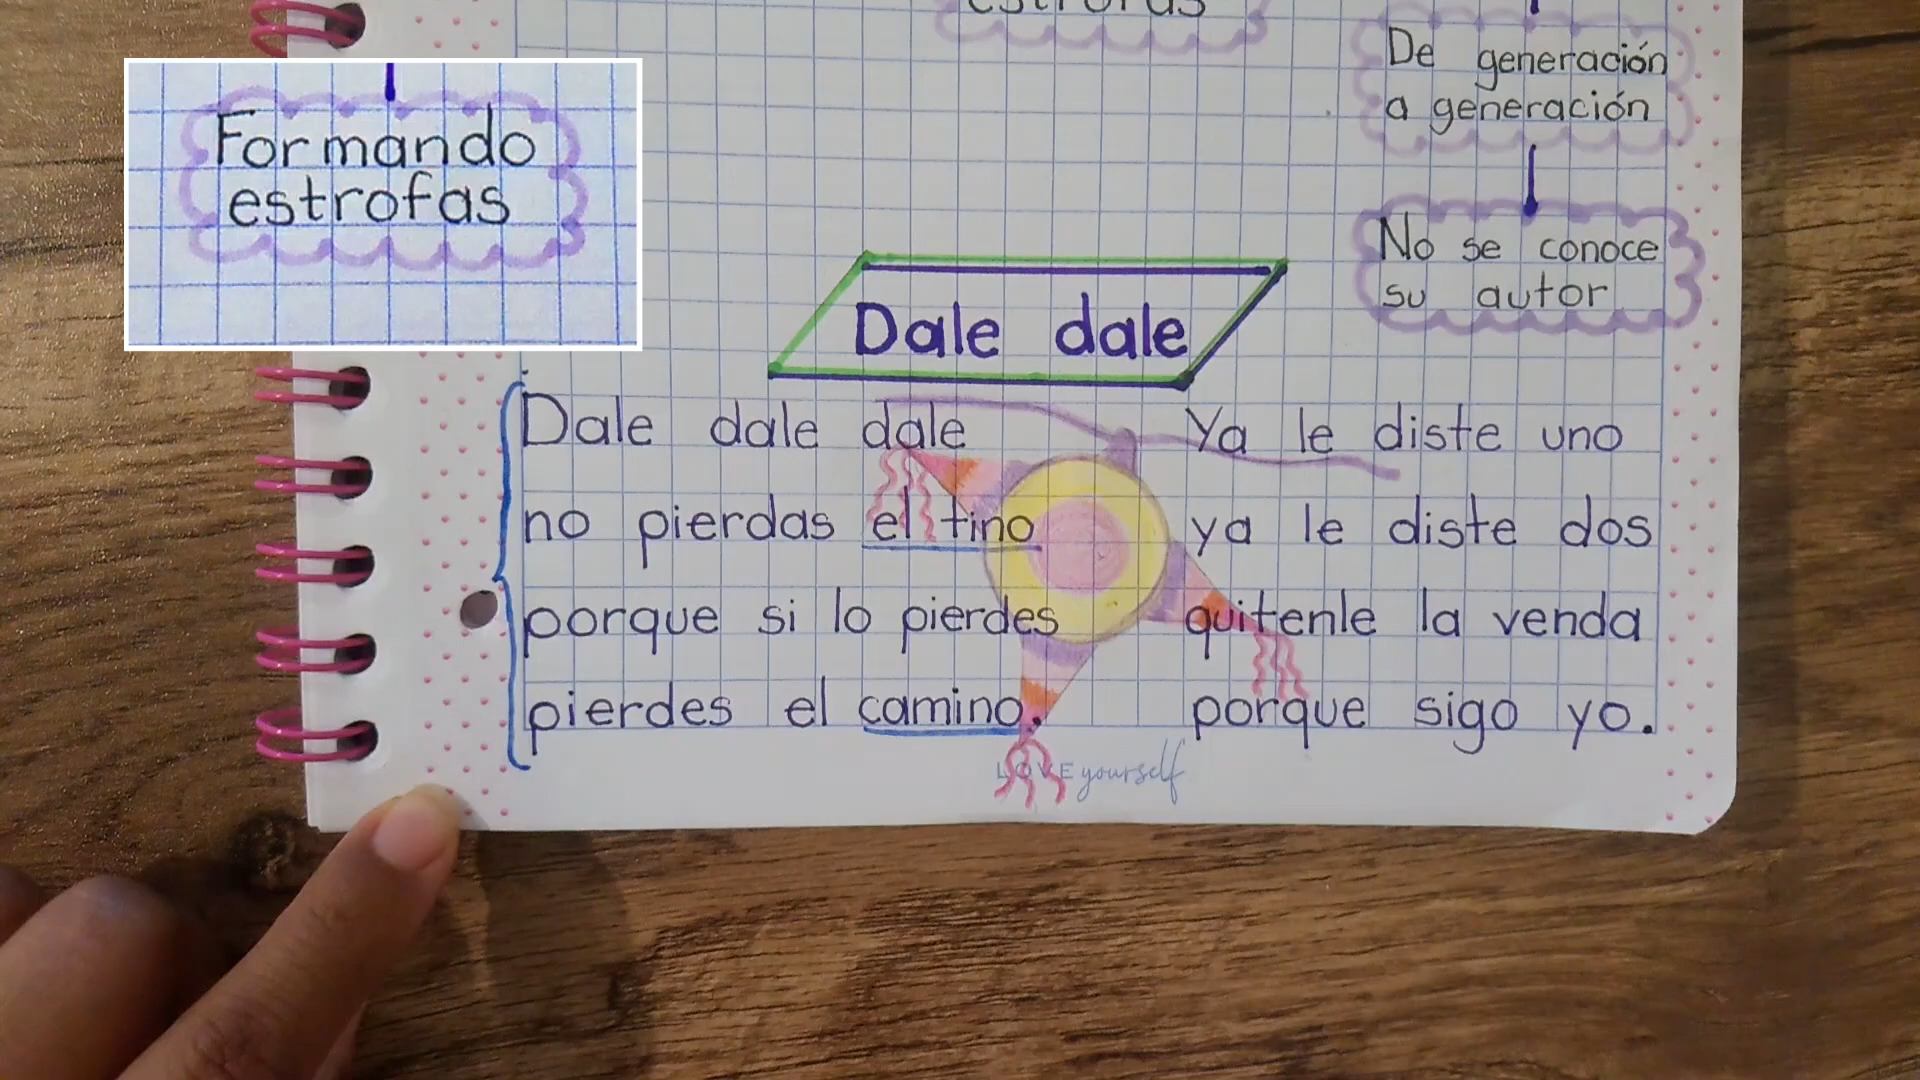 estrofas
De generación
a generación
Formando
estrofas
No se conoce
su autor
Dale dale
Dale dale dale
no pierdas el tino
porque si lo pierdes
pierdes el camino.
Ya le diste uno
ya le diste dos
quitenle la venda
porque sigo yo.
LOVE yourself